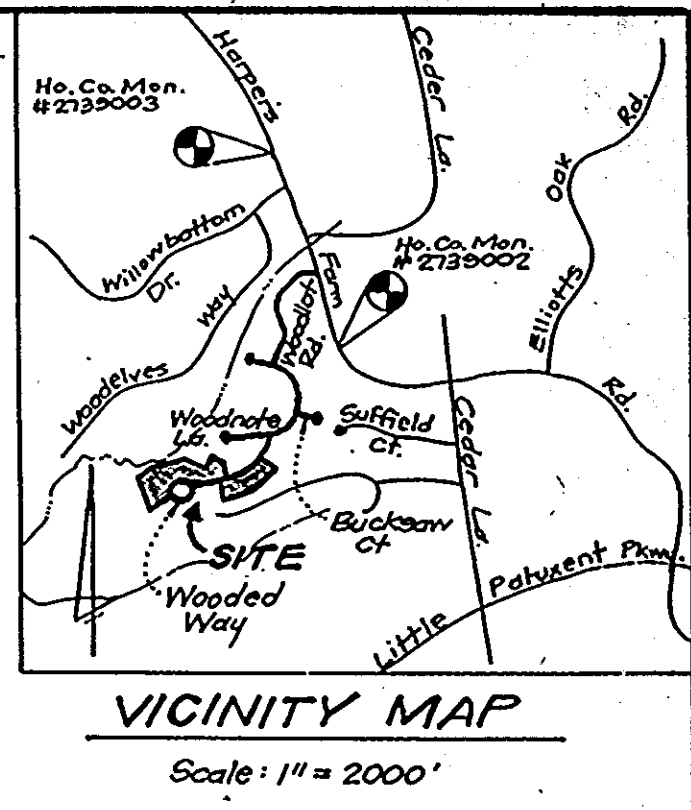 Harper's
Ceder La.
Ho. Co. Mon.
#2739003
Oak Rd.
Willowbottom
Dr.
Ho. Co. Mon.
# 2739002
Farm
Way
Woodlot
Rd.
Elliotts
Woodelves
Rd.
Woodnote
La.
Suffield
Ct.
Cedar La.
Bucksaw
Ct
SITE
Wooded
Way
Little Patuxent Pkwy.
VICINITY MAP
Scale: 1" = 2000'